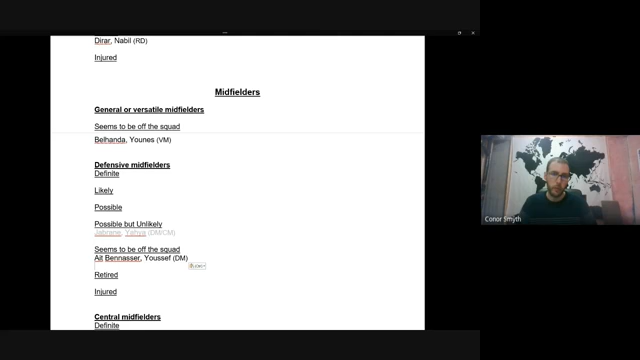 Dirar, Nabil (RD)
Injured
Midfielders
General or versatile midfielders
Seems to be off the squad
Belhanda, Younes (VM)
Defensive midfielders
Definite
Likely
Possible
Possible but Unlikely
Jabrane, Yahya (DM/CM)
Seems to be off the squad
Ait Bennasser, Youssef (DM)
Retired
Injured
Central midfielders
Definite
Conor Smyth